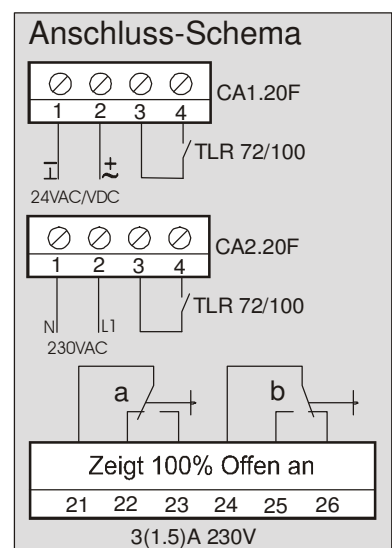 Anschluss-Schema
CA1.20F
1 2 3 4
TLR 72/100
24VAC/VDC
CA2.20F
1 2 3 4
TLR 72/100
N L1
230VAC
a b
Zeigt 100% Offen an
21 22 23 24 25 26
3(1.5)A 230V